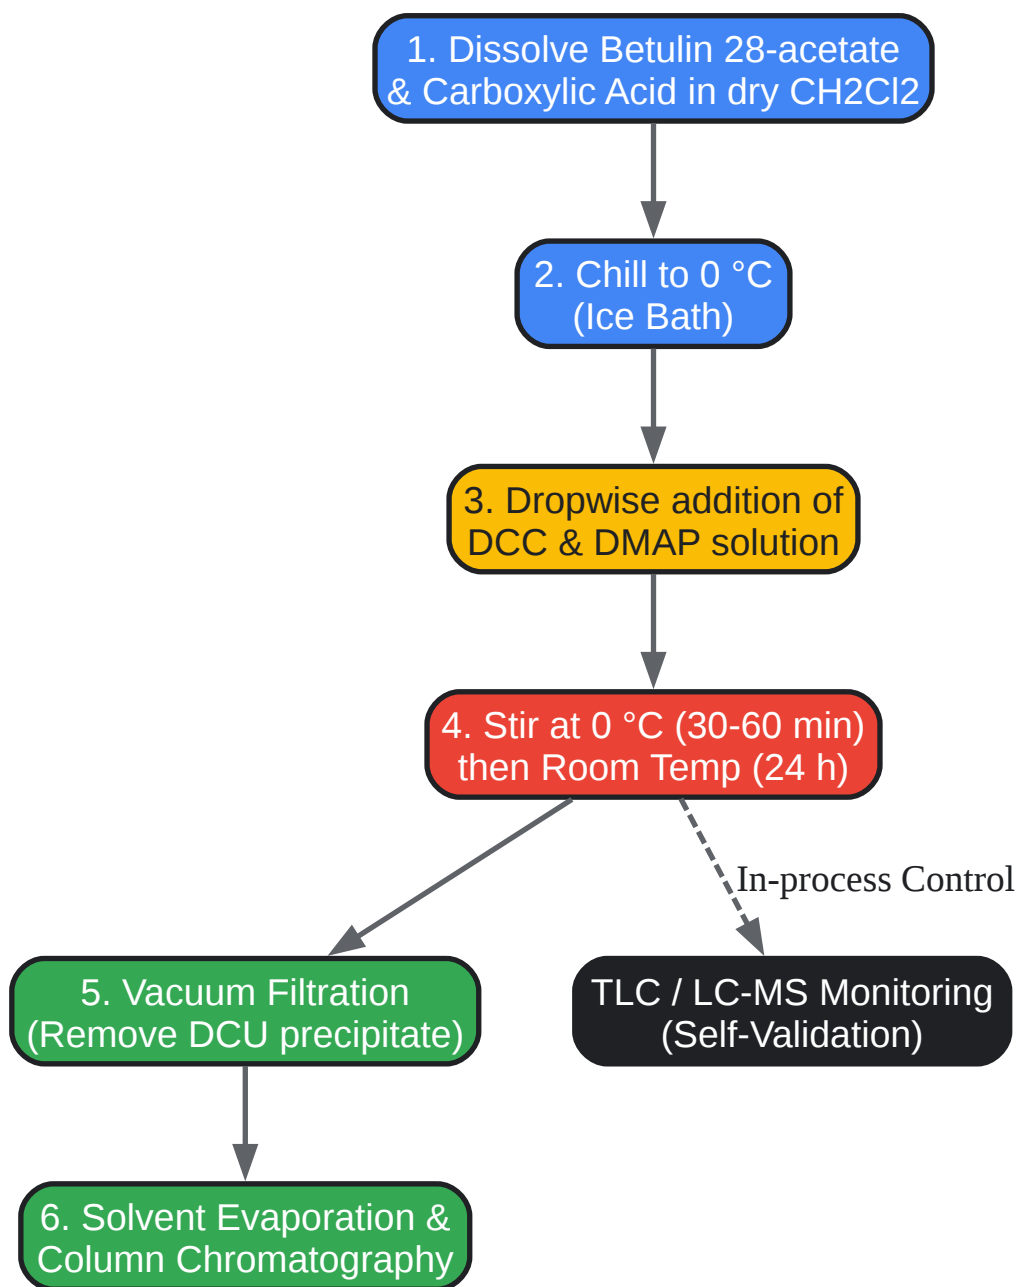 1. Dissolve Betulin 28-acetate
& Carboxylic Acid in dry CH2Cl2
2. Chill to 0 °C
(Ice Bath)
3. Dropwise addition of
DCC & DMAP solution
4. Stir at 0 °C (30-60 min)
then Room Temp (24 h)
In-process Control
5. Vacuum Filtration
(Remove DCU precipitate)
TLC / LC-MS Monitoring
(Self-Validation)
6. Solvent Evaporation &
Column Chromatography